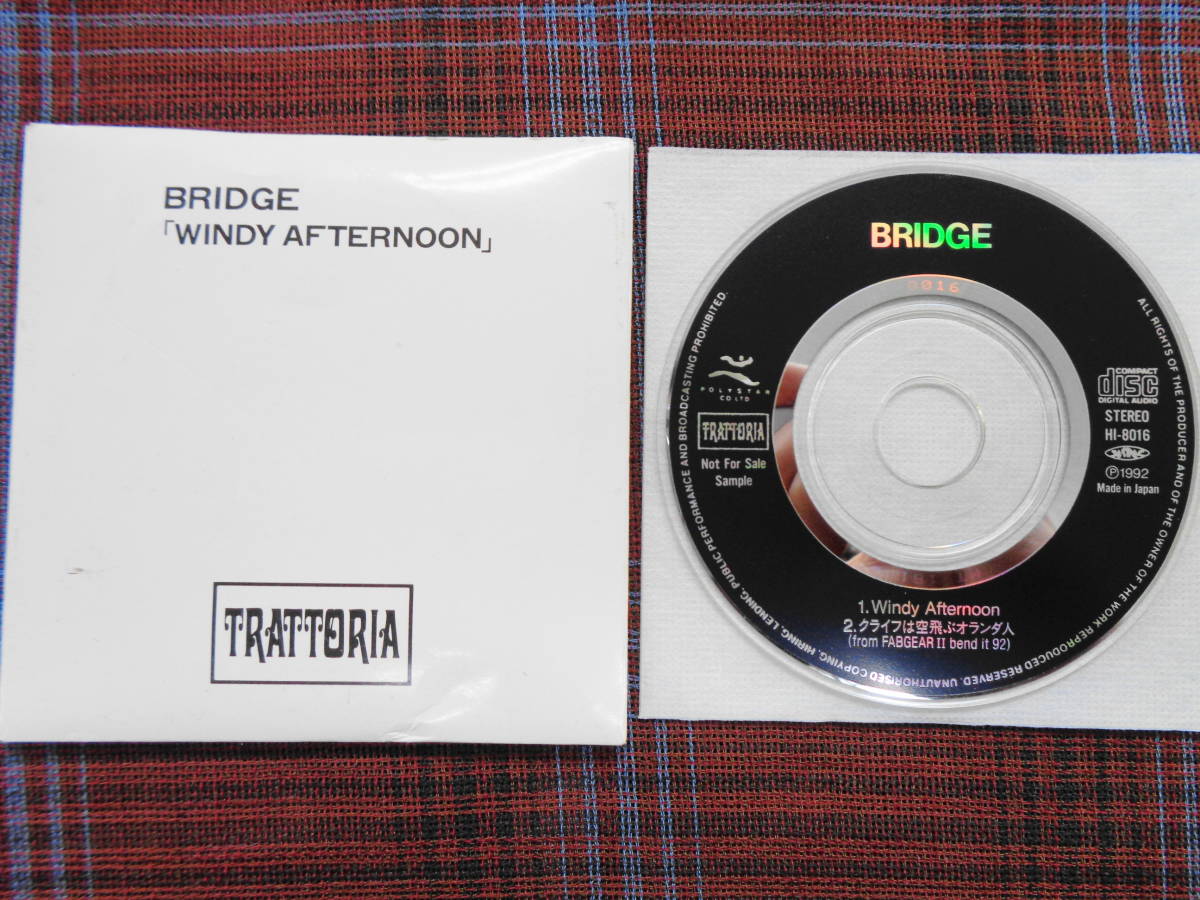 BRIDGE
「WINDY AFTERNOON」
TRATTORIA
BRIDGE
0016
POLYSTAR
CO.LTD
TRATTORIA
Not For Sale
Sample
COMPACT
disc
DIGITAL AUDIO
STEREO
HI-8016
Ⓟ1992
Made in Japan
1.Windy Afternoon
2.クライフは空飛ぶオランダ人
(from FABGEAR II bend it 92)
ALL RIGHTS OF THE PRODUCER AND OF THE OWNER OF THE WORK REPRODUCED RESERVED. UNAUTHORISED COPYING, HIRING, LENDING, PUBLIC PERFORMANCE AND BROADCASTING PROHIBITED.